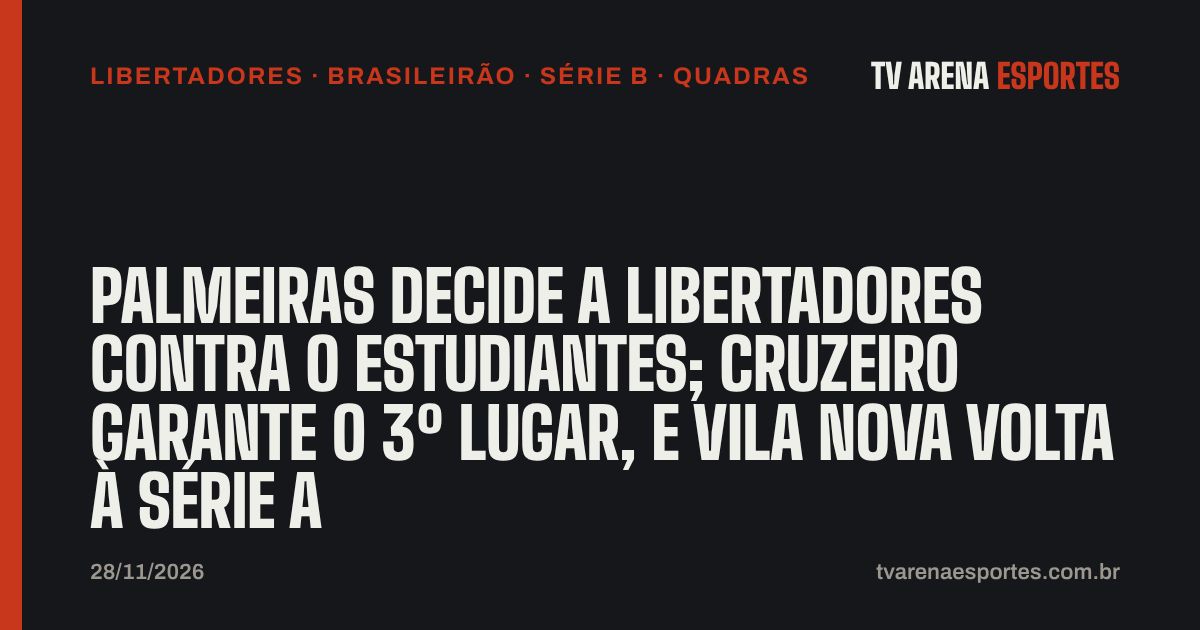 LIBERTADORES · BRASILEIRÃO · SÉRIE B · QUADRAS
TV ARENA ESPORTES
PALMEIRAS DECIDE A LIBERTADORES
CONTRA O ESTUDIANTES; CRUZEIRO
GARANTE O 3º LUGAR, E VILA NOVA VOLTA
À SÉRIE A
28/11/2026
tvarenaesportes.com.br